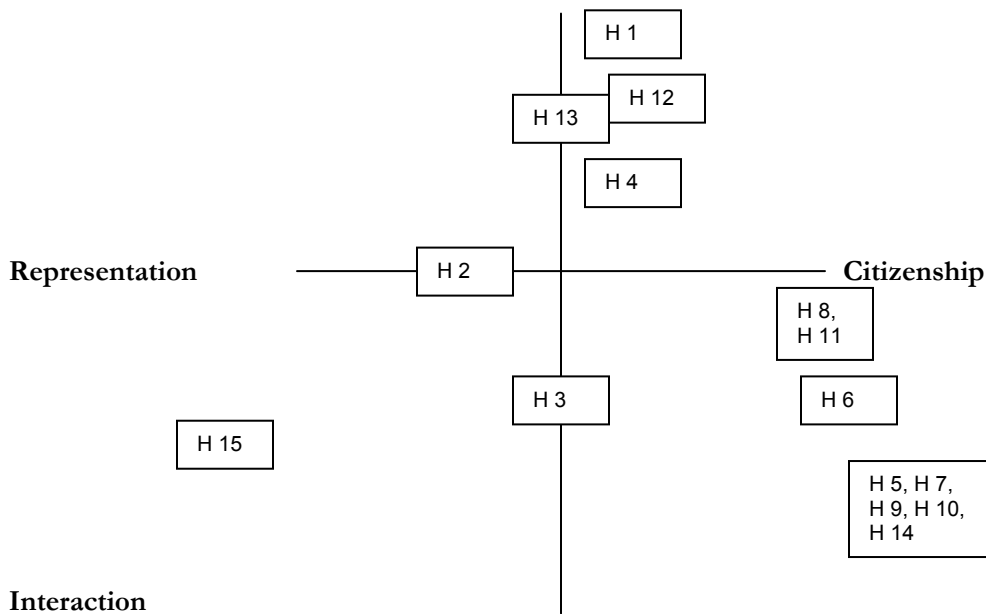 H 1
H 12
H 13
H 4
Representation
H 2
Citizenship
H 8,
H 11
H 3
H 6
H 15
H 5, H 7,
H 9, H 10,
H 14
Interaction